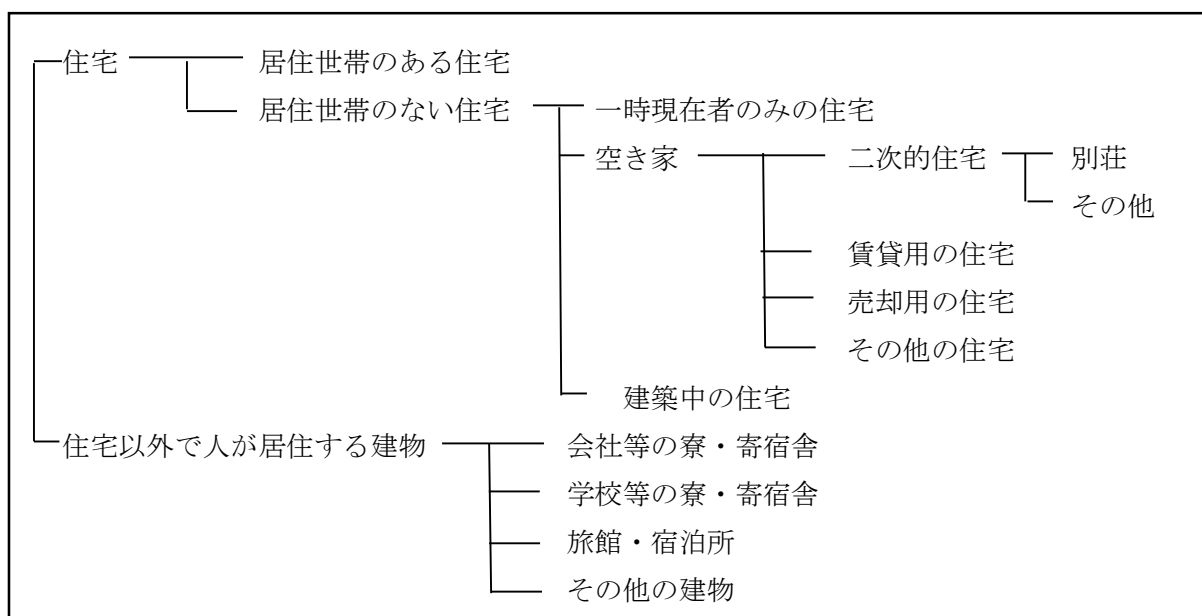 住宅 居住世帯のある住宅
居住世帯のない住宅 一時現在者のみの住宅
空き家 二次的住宅 別荘
その他
賃貸用の住宅
売却用の住宅
その他の住宅
建築中の住宅
住宅以外で人が居住する建物 会社等の寮・寄宿舎
学校等の寮・寄宿舎
旅館・宿泊所
その他の建物